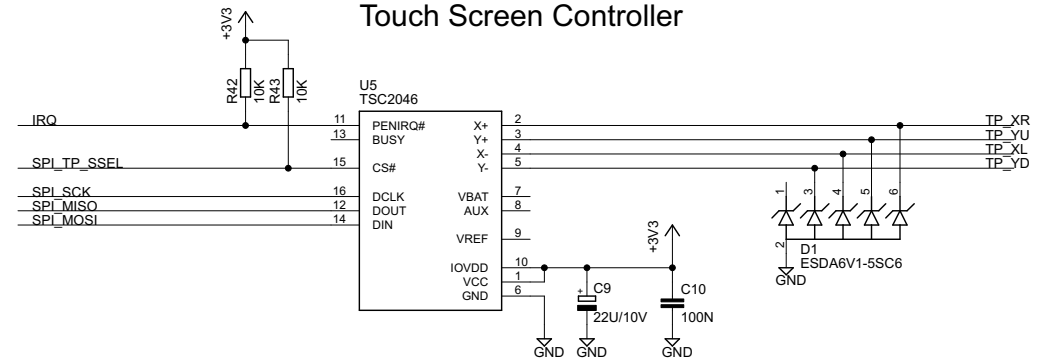 Touch Screen Controller
+3V3
R42
10K
R43
10K
U5
TSC2046
IRQ
11
PENIRQ#
X+
2
TP_XR
13
BUSY
Y+
3
TP_YU
X-
4
TP_XL
SPI_TP_SSEL
15
CS#
Y-
5
TP_YD
SPI_SCK
16
DCLK
VBAT
7
SPI_MISO
12
DOUT
AUX
8
SPI_MOSI
14
DIN
VREF
9
IOVDD
10
VCC
1
GND
6
+3V3
+
C9
22U/10V
C10
100N
GND
GND
GND
1
3
4
5
6
2
D1
ESDA6V1-5SC6
GND